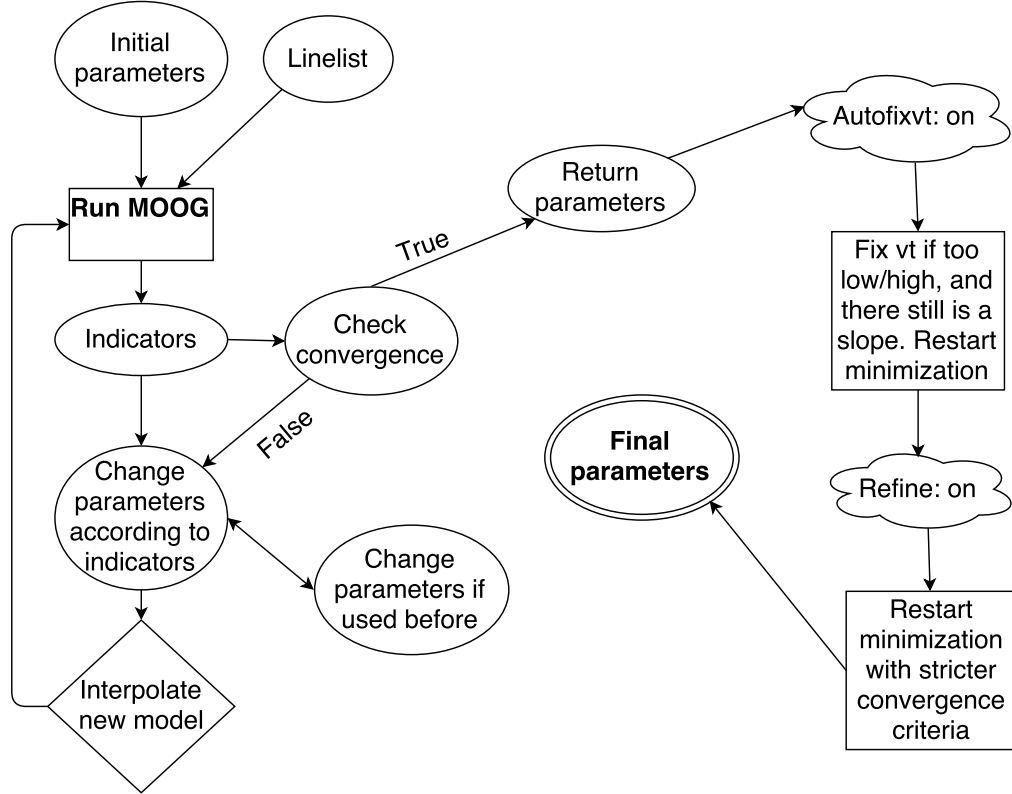 Initial
parameters
Linelist
Run MOOG
Indicators
Check
convergence
True
False
Return
parameters
Autofixvt: on
Fix vt if too
low/high, and
there still is a
slope. Restart
minimization
Refine: on
Restart
minimization
with stricter
convergence
criteria
Final
parameters
Change
parameters
according to
indicators
Change
parameters if
used before
Interpolate
new model